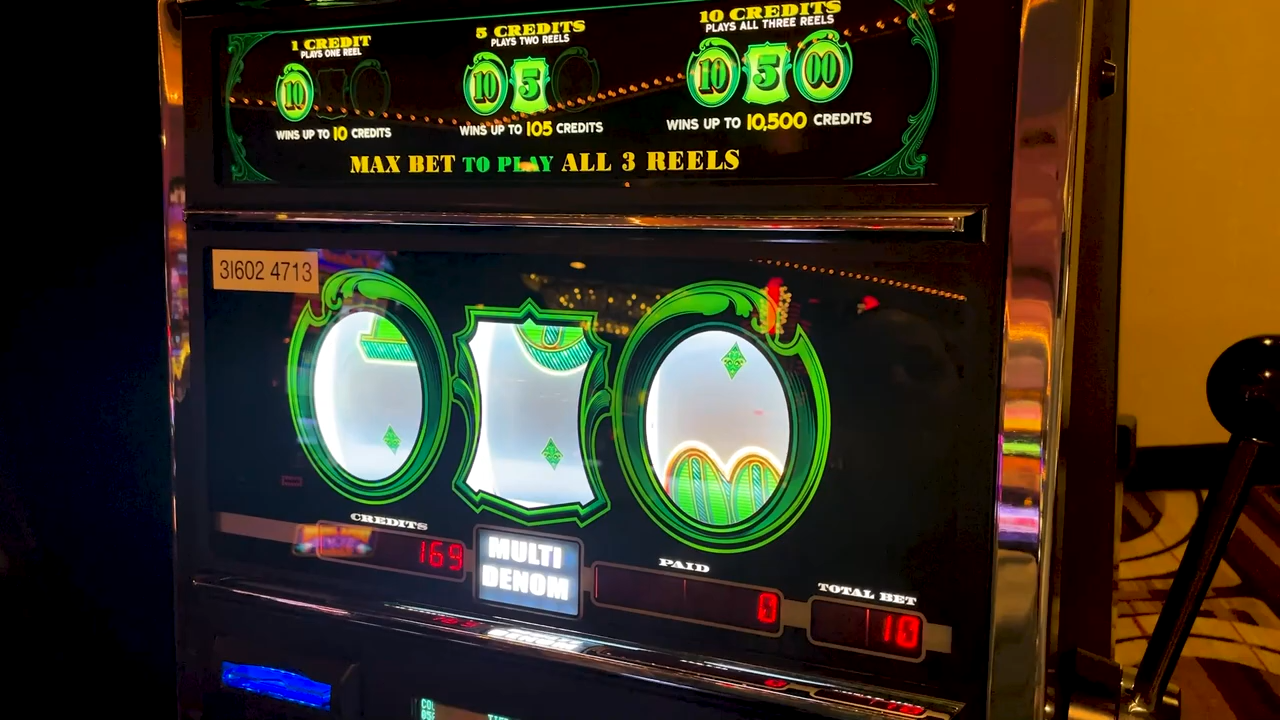 1 CREDIT
PLAYS ONE REEL
10
WINS UP TO 10 CREDITS
5 CREDITS
PLAYS TWO REELS
10 5
WINS UP TO 105 CREDITS
10 CREDITS
PLAYS ALL THREE REELS
10 5 00
WINS UP TO 10,500 CREDITS
MAX BET TO PLAY ALL 3 REELS
31602 4713
CREDITS
169
MULTI
DENOM
PAID
0
TOTAL BET
10